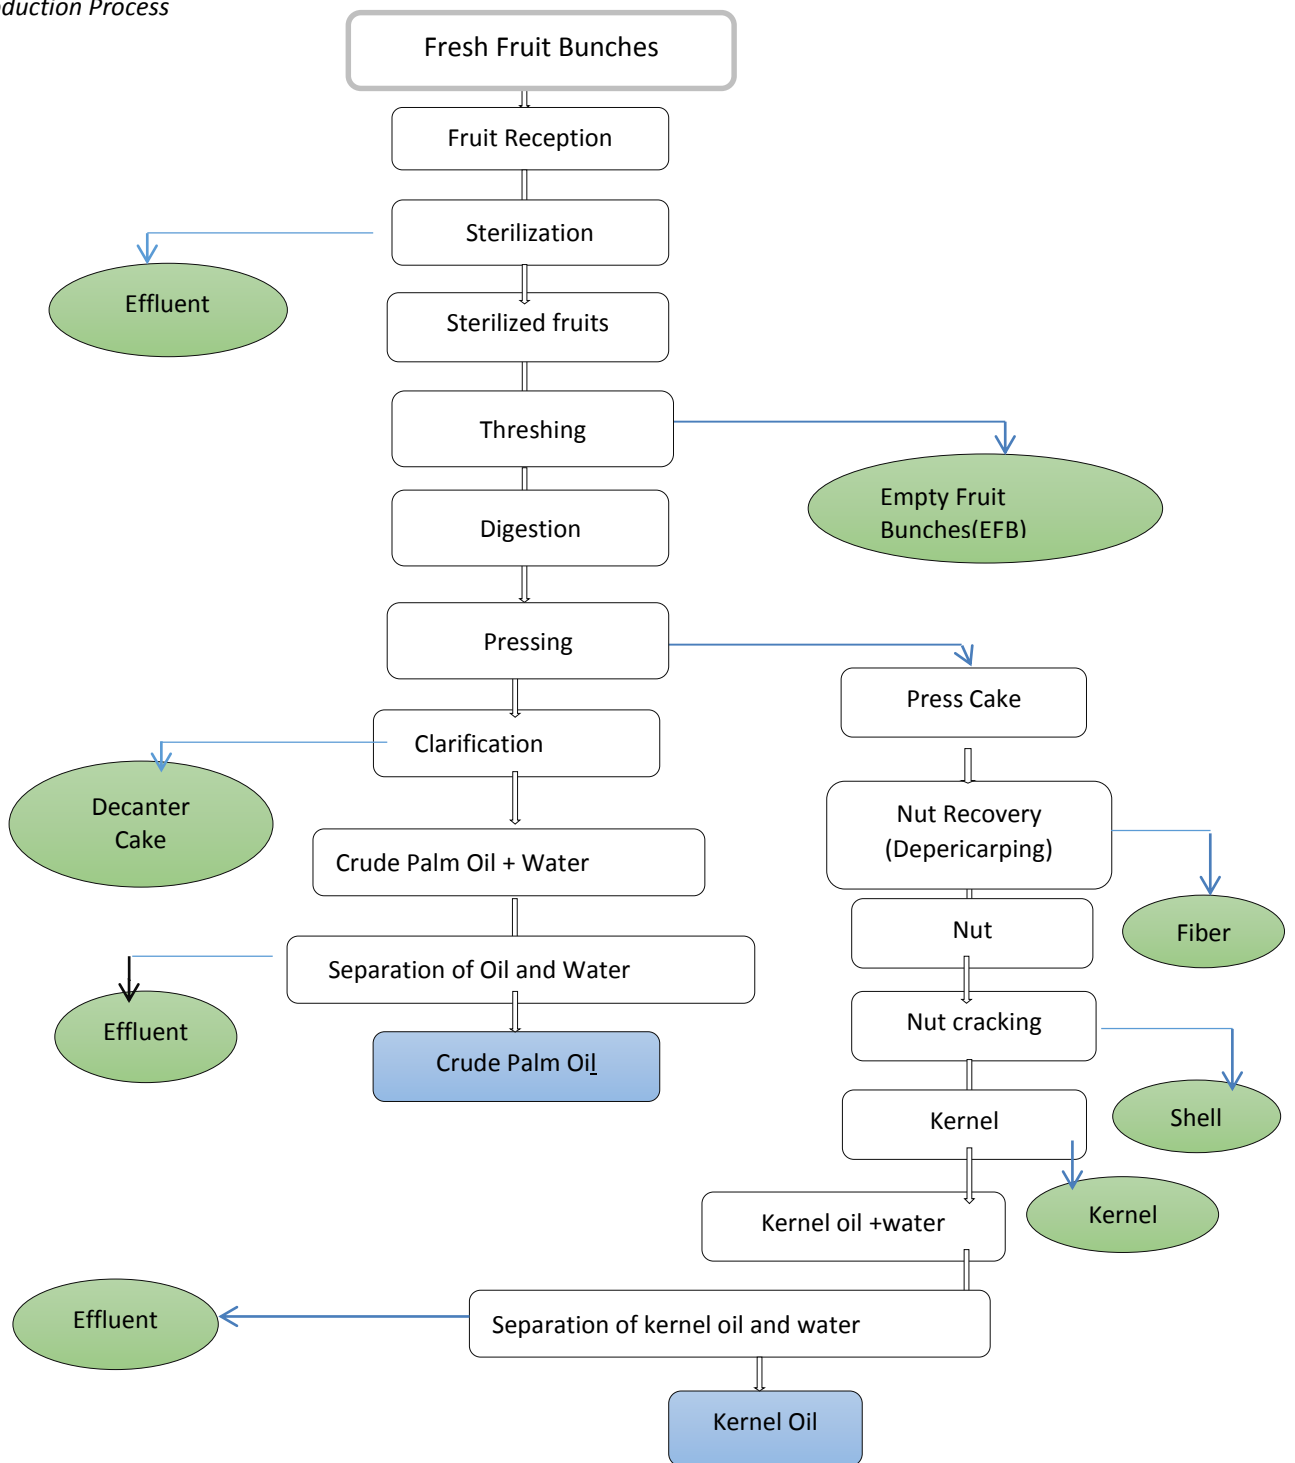 oduction Process
Fresh Fruit Bunches
Fruit Reception
Sterilization
Effluent
Sterilized fruits
Threshing
Empty Fruit
Bunches(EFB)
Digestion
Pressing
Press Cake
Clarification
Decanter
Cake
Nut Recovery
(Depericarping)
Crude Palm Oil + Water
Nut
Fiber
Separation of Oil and Water
Effluent
Nut cracking
Crude Palm Oil
Kernel
Shell
Kernel oil +water
Kernel
Effluent
Separation of kernel oil and water
Kernel Oil